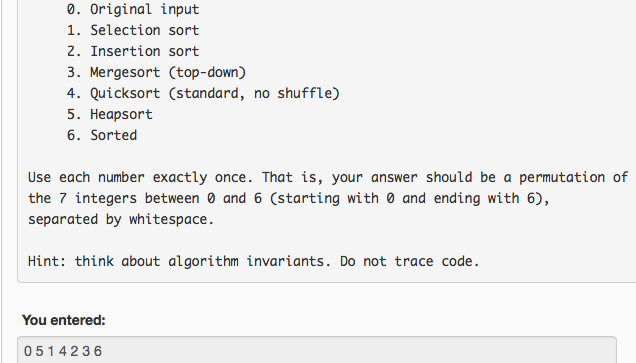 0. Original input
1. Selection sort
2. Insertion sort
3. Mergesort (top-down)
4. Quicksort (standard, no shuffle)
5. Heapsort
6. Sorted
Use each number exactly once. That is, your answer should be a permutation of
the 7 integers between 0 and 6 (starting with 0 and ending with 6),
separated by whitespace.
Hint: think about algorithm invariants. Do not trace code.
You entered:
0 5 1 4 2 3 6